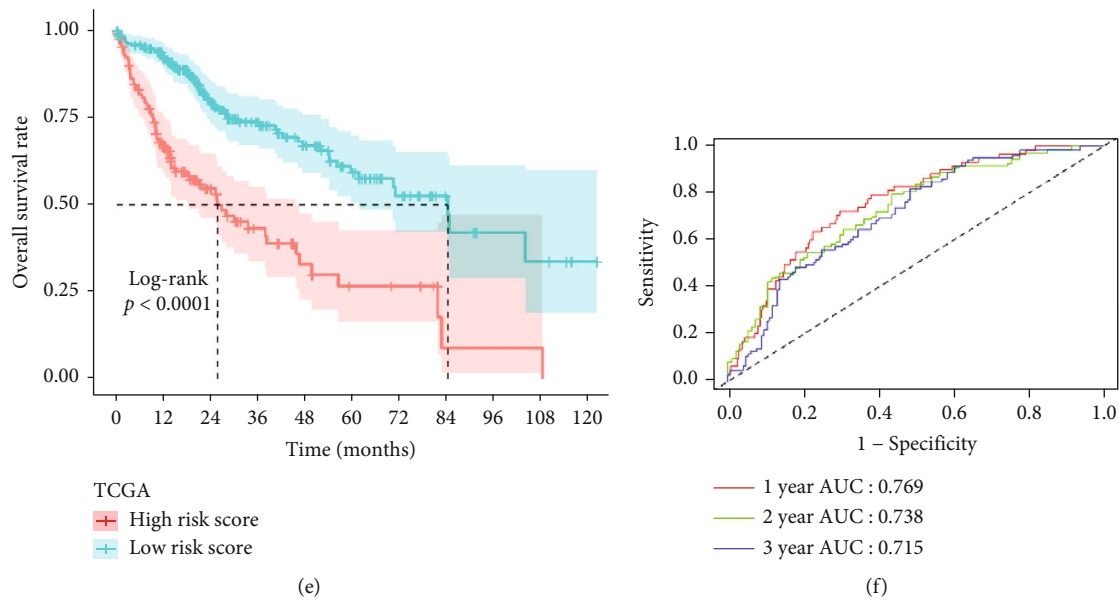 1.00
0.75
0.50
0.25
0.00
Overall survival rate
Log-rank
p < 0.0001
0 12 24 36 48 60 72 84 96 108 120
Time (months)
TCGA
High risk score
Low risk score
(e)
1.0
0.8
0.6
0.4
0.2
0.0
Sensitivity
0.0 0.2 0.4 0.6 0.8 1.0
1 – Specificity
1 year AUC : 0.769
2 year AUC : 0.738
3 year AUC : 0.715
(f)